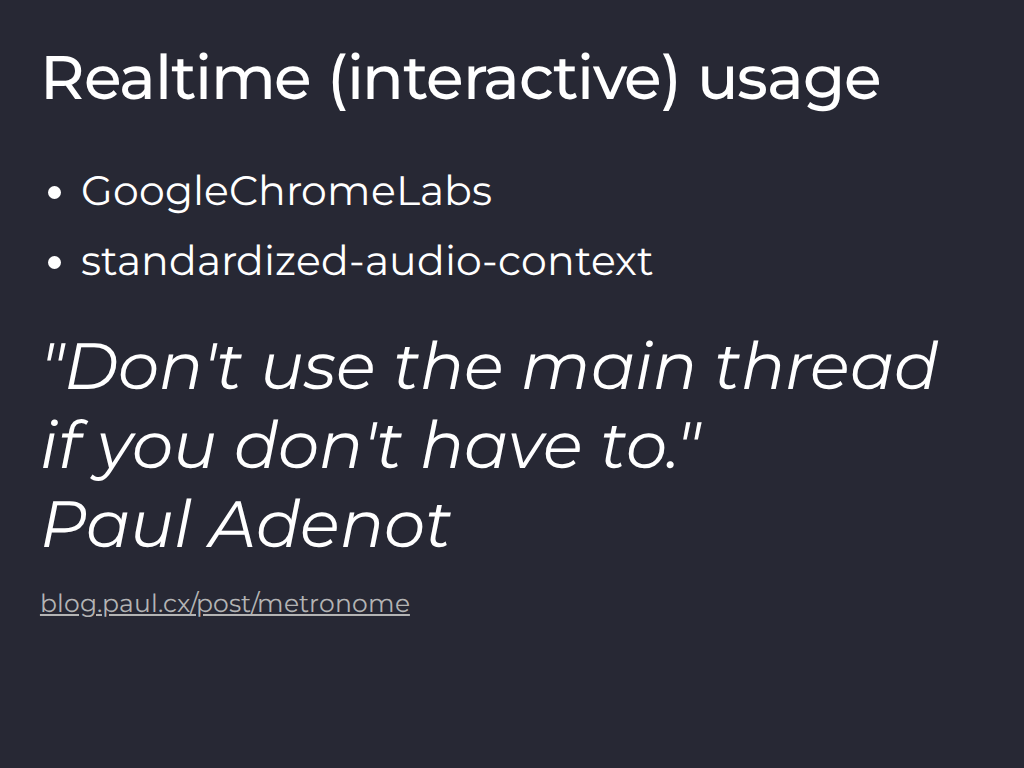 Realtime (interactive) usage
• GoogleChromeLabs
• standardized-audio-context
"Don't use the main thread
if you don't have to."
Paul Adenot
blog.paul.cx/post/metronome